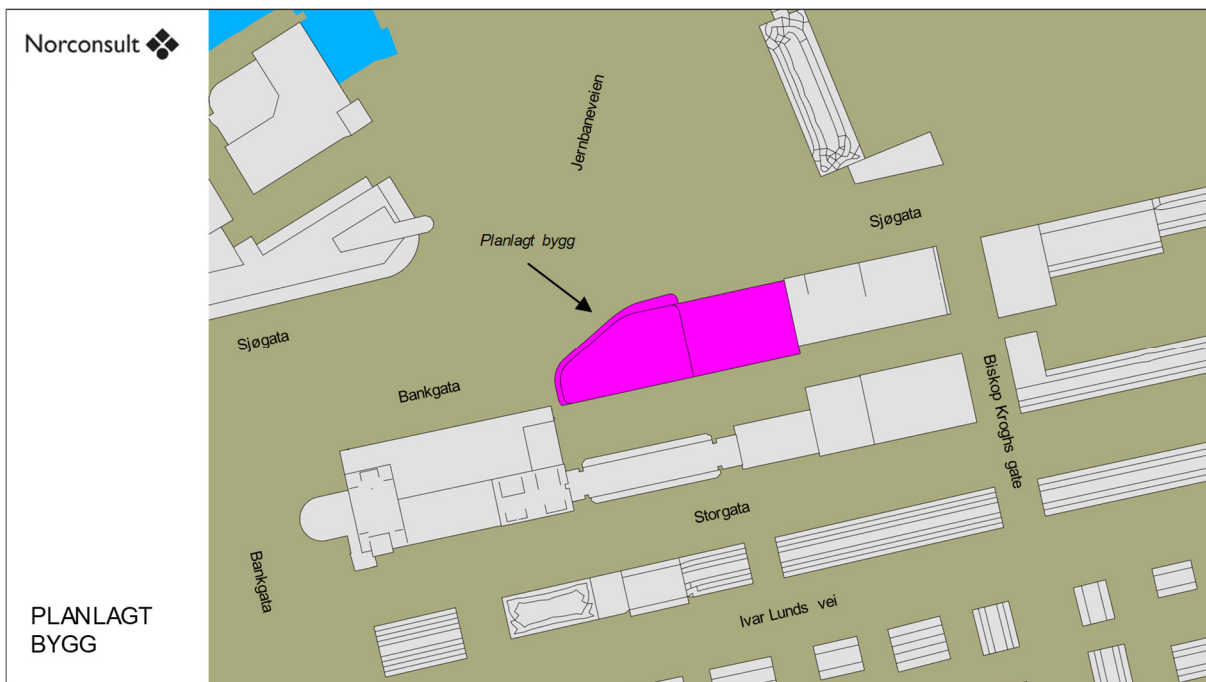 Norconsult
Jernbaneveien
Sjøgata
Planlagt bygg
Sjøgata
Bankgata
Biskop Kroghs gate
Storgata
Bankgata
Ivar Lunds vei
PLANLAGT
BYGG